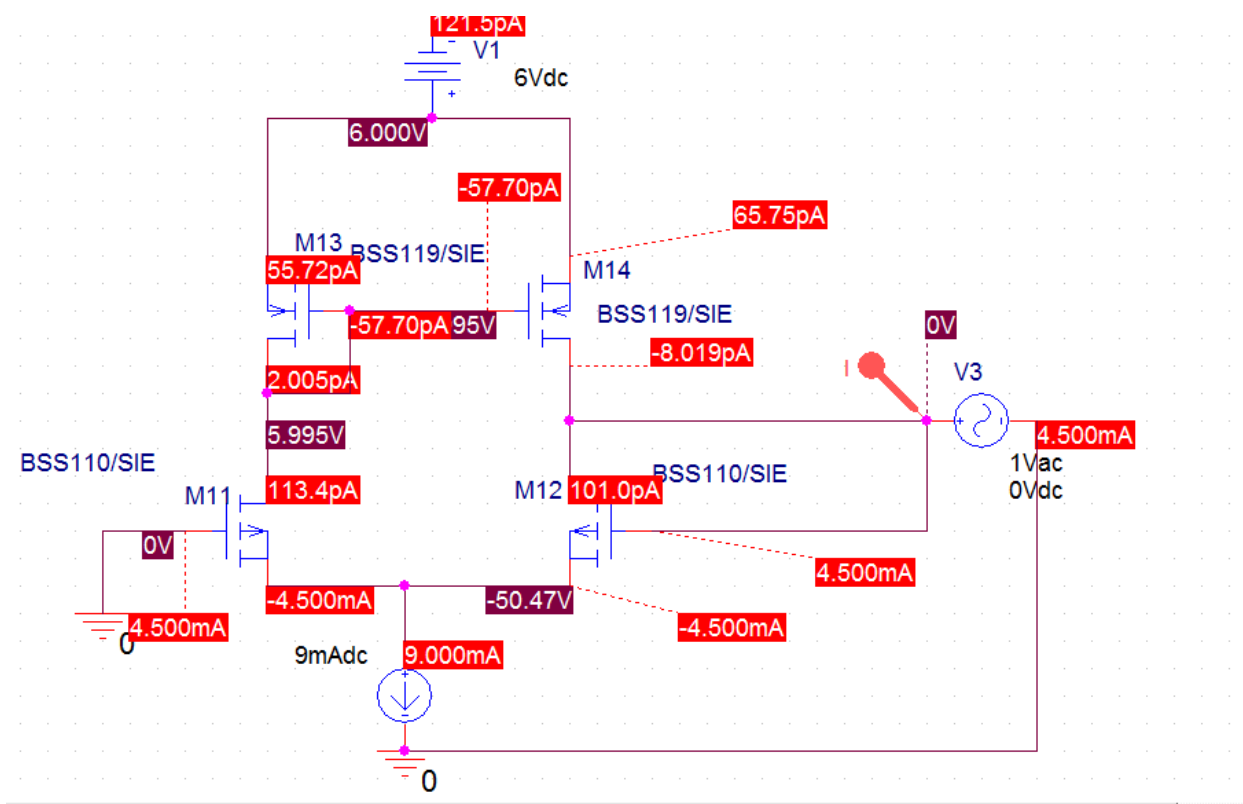 121.5pA
V1
6Vdc
6.000V
-57.70pA
65.75pA
M13
BSS119/SIE
55.72pA
M14
BSS119/SIE
-57.70pA
95V
0V
-8.019pA
I
V3
2.005pA
5.995V
4.500mA
BSS110/SIE
1Vac
BSS110/SIE
M11
113.4pA
M12
101.0pA
0Vdc
0V
4.500mA
-4.500mA
-50.47V
4.500mA
0
-4.500mA
9mAdc
9.000mA
0